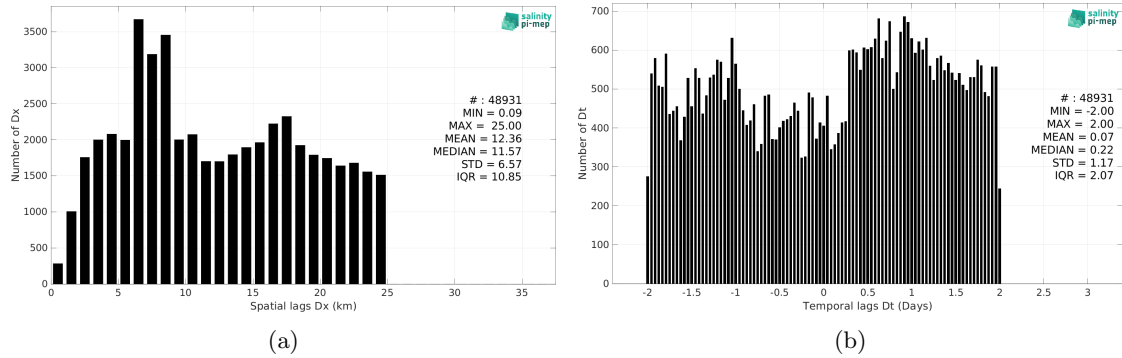 salinity
pi-mep
3500
3000
2500
2000
1500
1000
500
0
Number of Dx
# : 48931
MIN = 0.09
MAX = 25.00
MEAN = 12.36
MEDIAN = 11.57
STD = 6.57
IQR = 10.85
0 5 10 15 20 25 30 35
Spatial lags Dx (km)
(a)
salinity
pi-mep
700
600
500
400
300
200
100
0
Number of Dt
# : 48931
MIN = -2.00
MAX = 2.00
MEAN = 0.07
MEDIAN = 0.22
STD = 1.17
IQR = 2.07
-2 -1.5 -1 -0.5 0 0.5 1 1.5 2 2.5 3
Temporal lags Dt (Days)
(b)